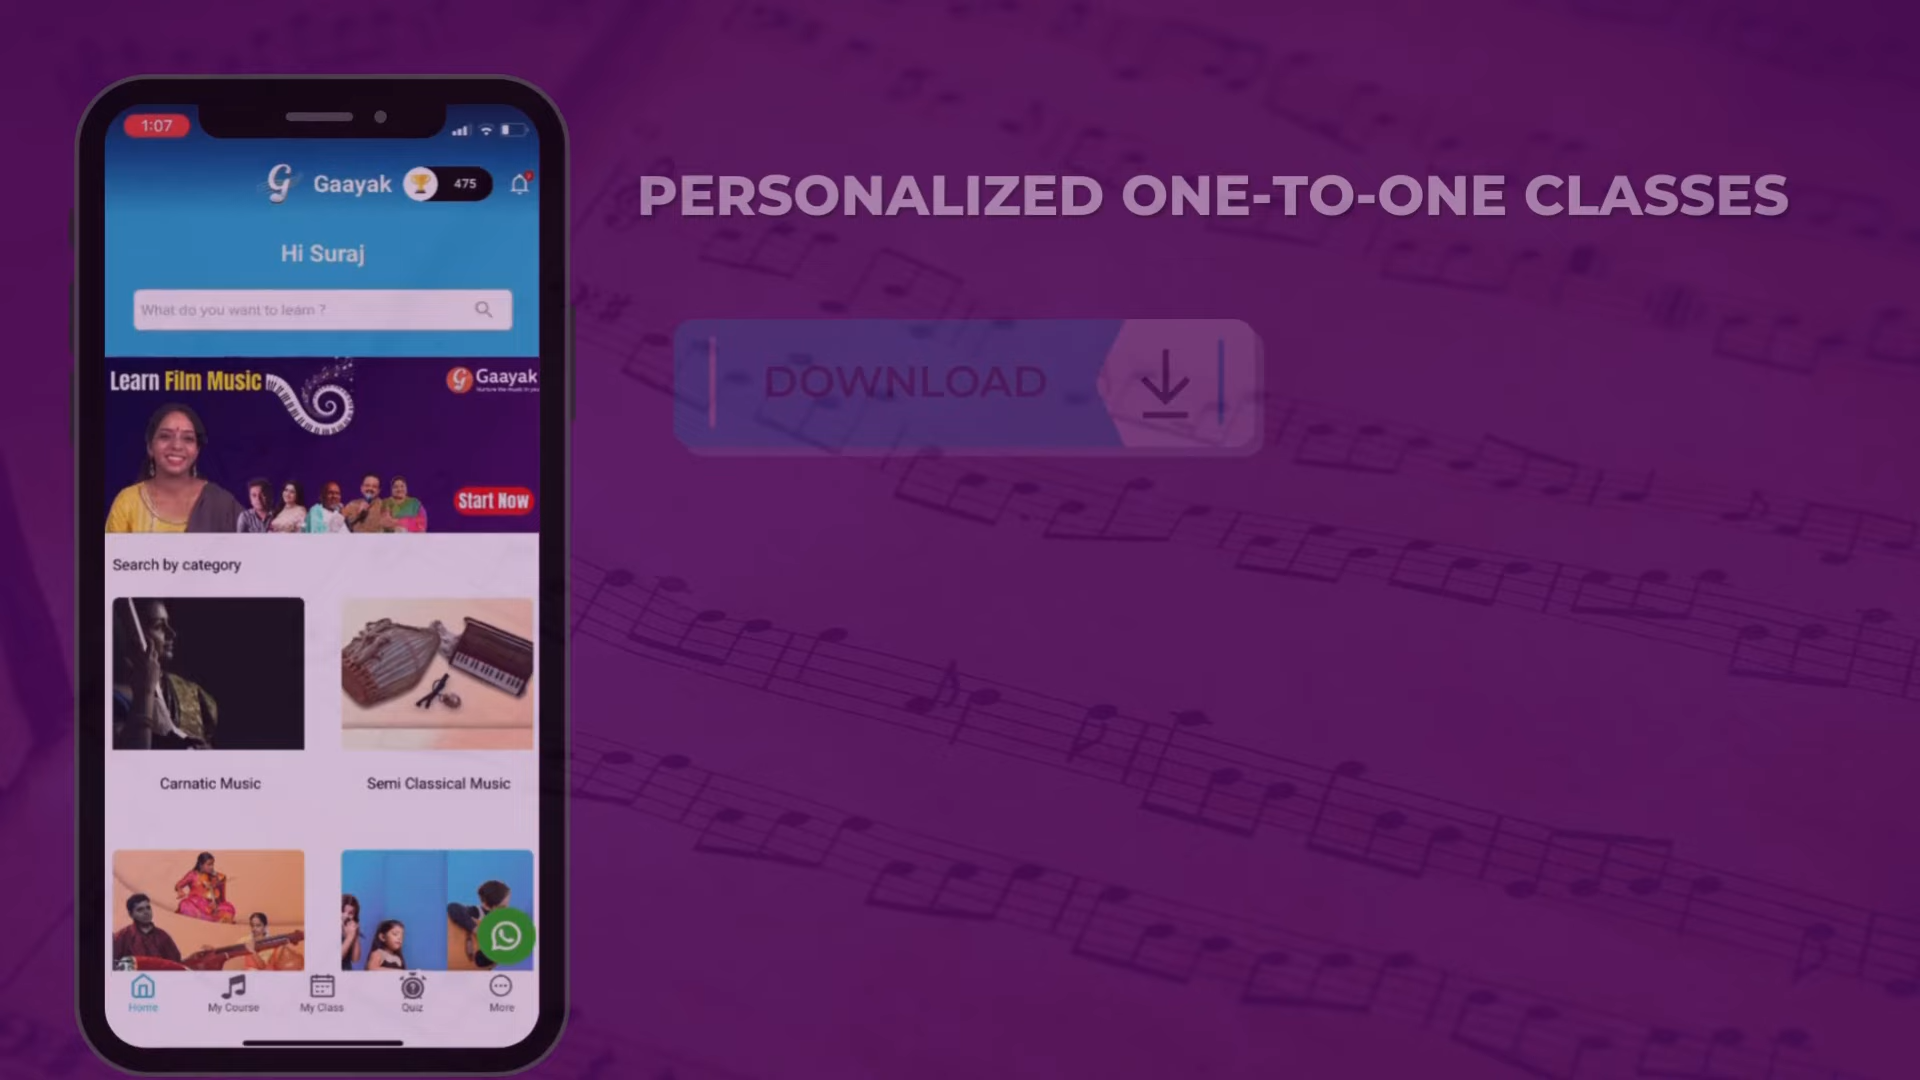 1:07
Gaayak
475
Hi Suraj
What do you want to learn ?
Learn Film Music
Gaayak
Start Now
Search by category
Carnatic Music
Semi Classical Music
Home
My Course
My Class
Quiz
More
PERSONALIZED ONE-TO-ONE CLASSES
DOWNLOAD